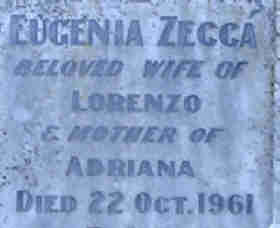 EUGENIA ZECCA
BELOVED WIFE OF
LORENZO
& MOTHER OF
ADRIANA
DIED 22 OCT. 1961